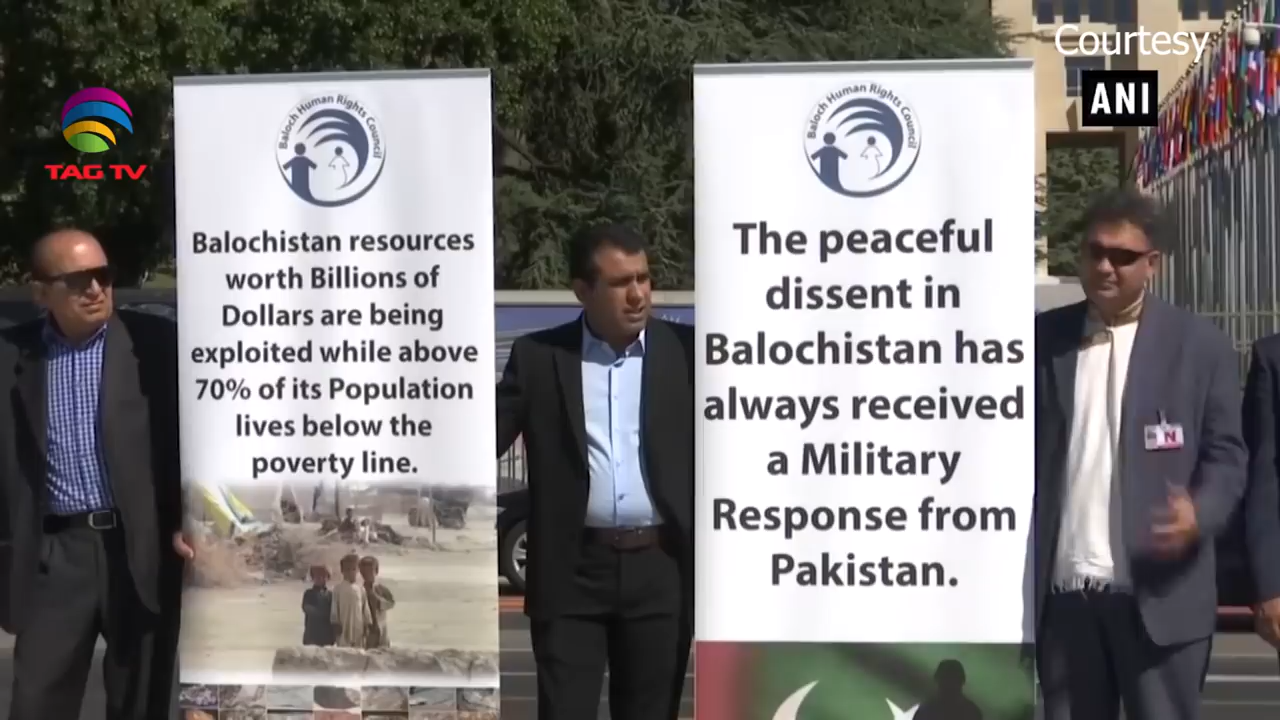 Courtesy
ANI
TAG TV
Baloch Human Rights Council
Balochistan resources
worth Billions of
Dollars are being
exploited while above
70% of its Population
lives below the
poverty line.
Baloch Human Rights Council
The peaceful
dissent in
Balochistan has
always received
a Military
Response from
Pakistan.
N